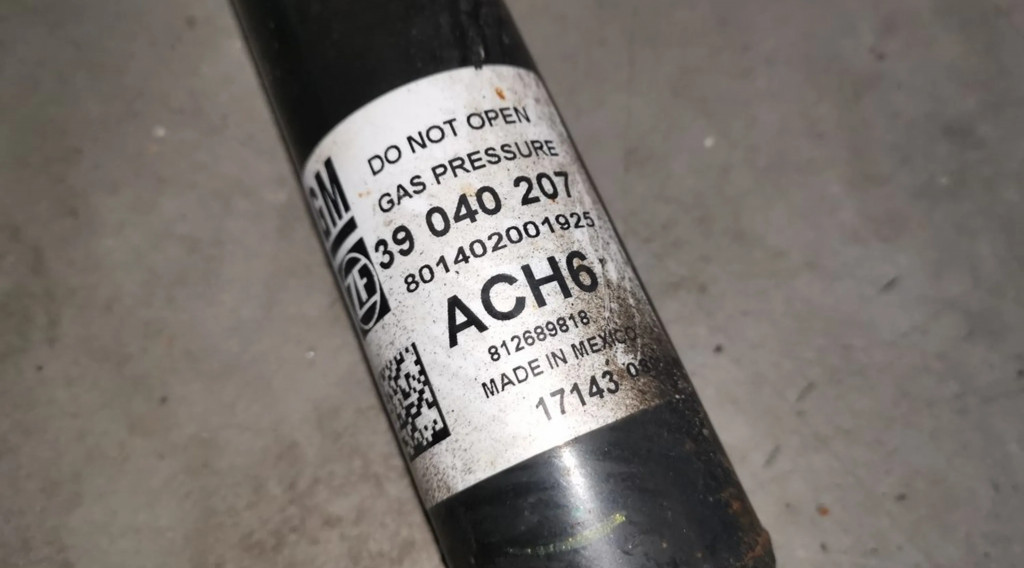 DO NOT OPEN
GAS PRESSURE
GM
39 040 207
ZF
801402001925
ACH6
812689818
MADE IN MEXICO
17143